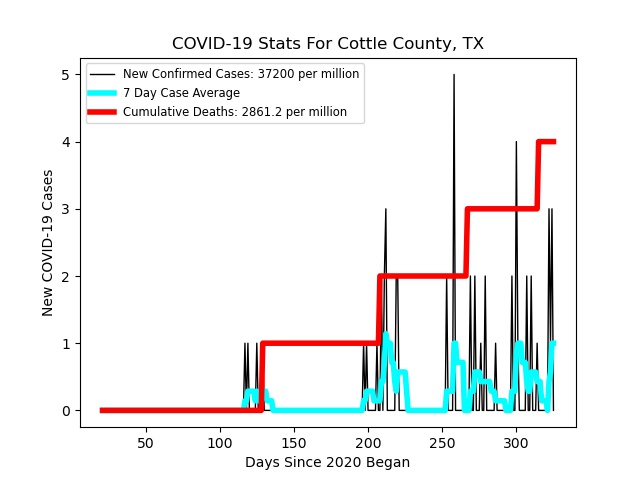 COVID-19 Stats For Cottle County, TX
New Confirmed Cases: 37200 per million
7 Day Case Average
Cumulative Deaths: 2861.2 per million
New COVID-19 Cases
5
4
3
2
1
0
50 100 150 200 250 300
Days Since 2020 Began